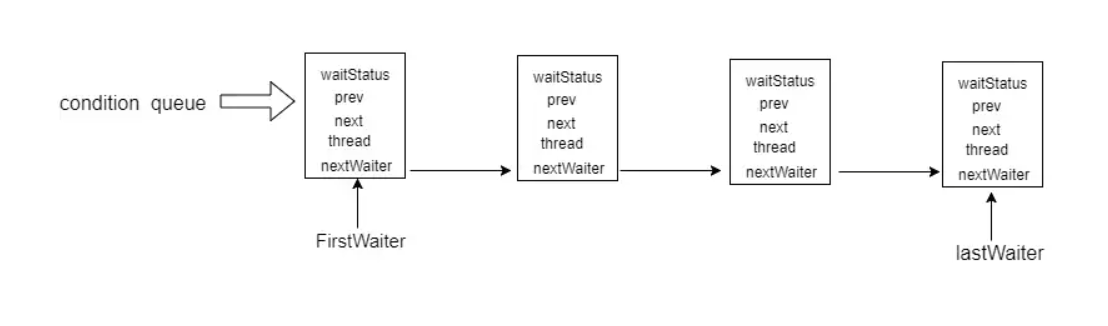 condition queue
waitStatus
prev
next
thread
nextWaiter
FirstWaiter
waitStatus
prev
next
thread
nextWaiter
waitStatus
prev
next
thread
nextWaiter
waitStatus
prev
next
thread
nextWaiter
lastWaiter